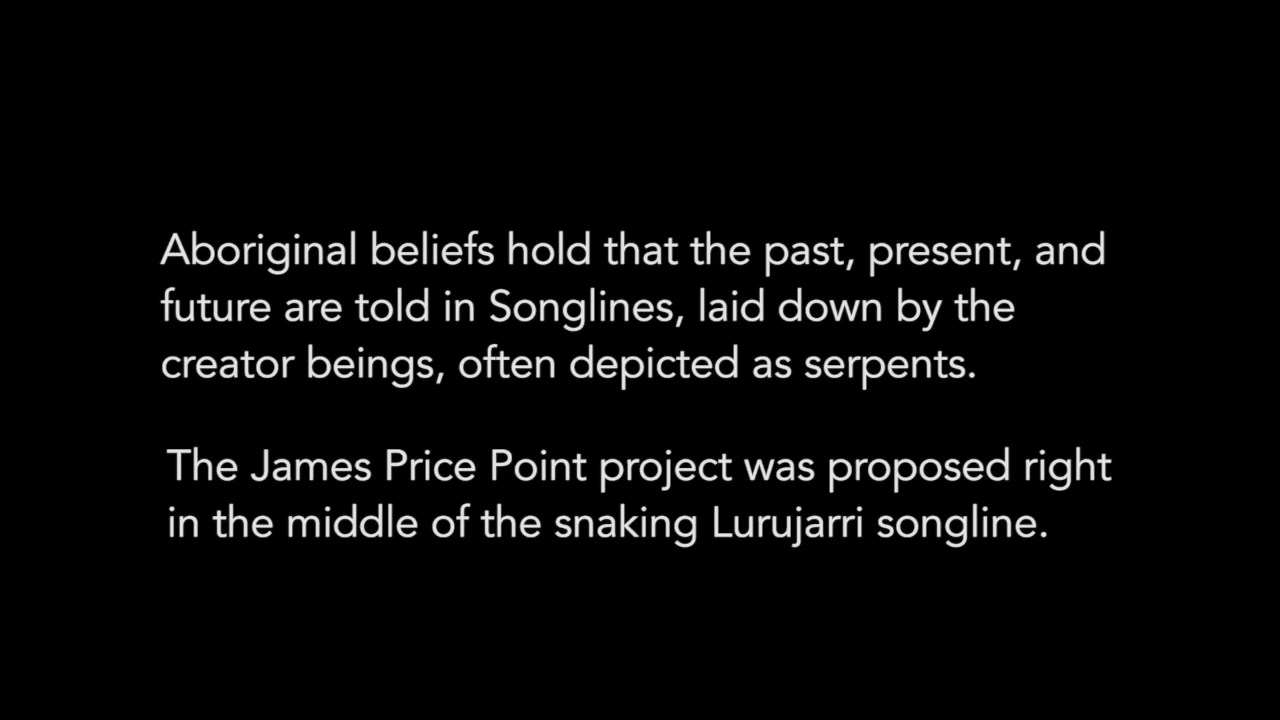 Aboriginal beliefs hold that the past, present, and
future are told in Songlines, laid down by the
creator beings, often depicted as serpents.
The James Price Point project was proposed right
in the middle of the snaking Lurujarri songline.